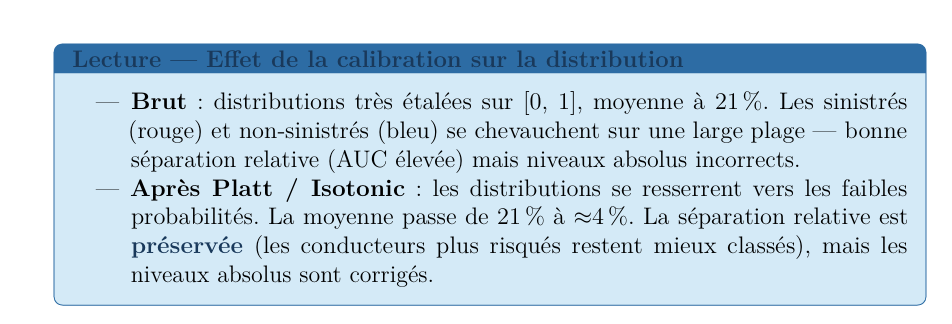 Lecture — Effet de la calibration sur la distribution
— Brut : distributions très étalées sur [0, 1], moyenne à 21 %. Les sinistrés
(rouge) et non-sinistrés (bleu) se chevauchent sur une large plage — bonne
séparation relative (AUC élevée) mais niveaux absolus incorrects.
— Après Platt / Isotonic : les distributions se resserrent vers les faibles
probabilités. La moyenne passe de 21 % à ≈4 %. La séparation relative est
préservée (les conducteurs plus risqués restent mieux classés), mais les
niveaux absolus sont corrigés.